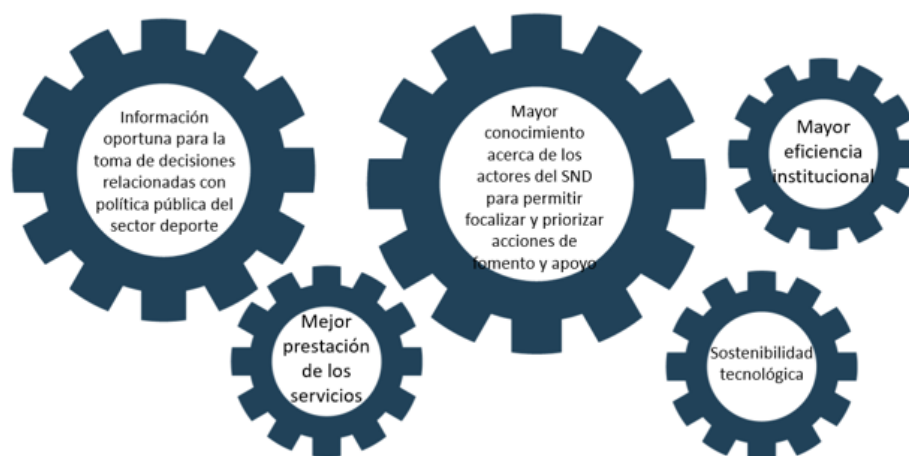 Información
oportuna para la
toma de decisiones
relacionadas con
política pública del
sector deporte
Mayor
conocimiento
acerca de los
actores del SND
para permitir
focalizar y priorizar
acciones de
fomento y apoyo
Mayor
eficiencia
institucional
Mejor
prestación
de los
servicios
Sostenibilidad
tecnológica